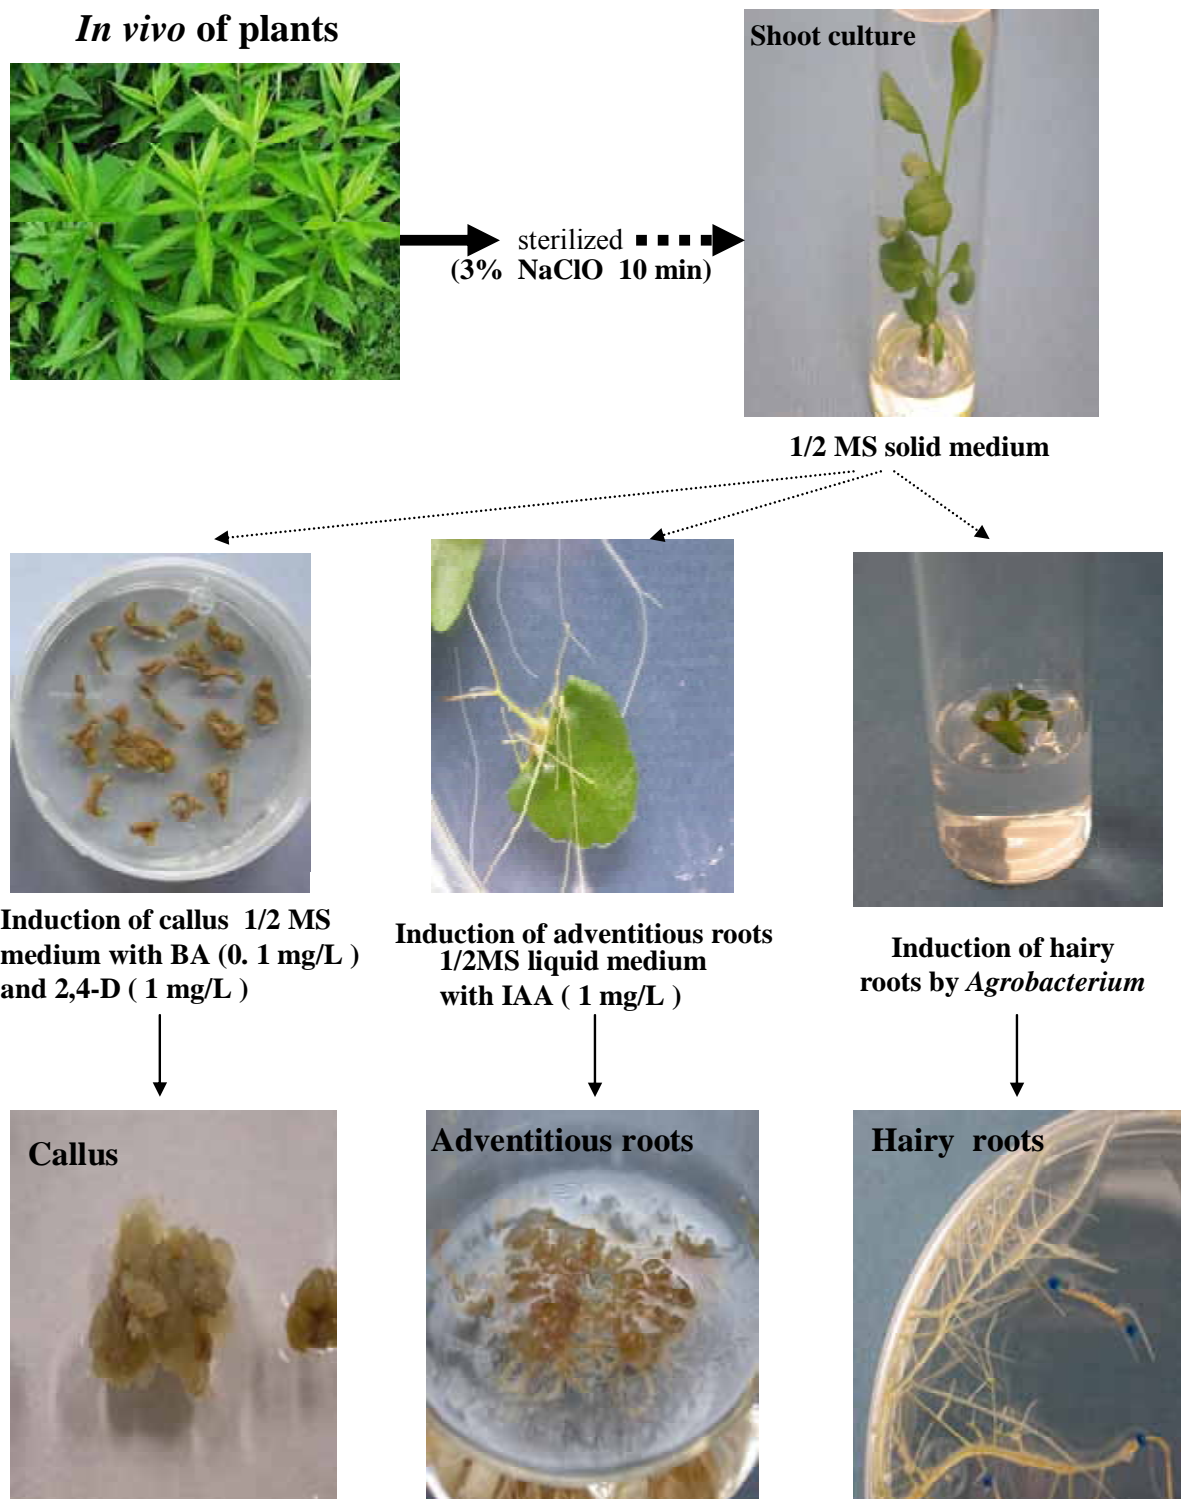 In vivo of plants
Shoot culture
sterilized
(3% NaClO 10 min)
1/2 MS solid medium
Induction of callus 1/2 MS
medium with BA (0. 1 mg/L )
and 2,4-D ( 1 mg/L )
Induction of adventitious roots
1/2MS liquid medium
with IAA ( 1 mg/L )
Induction of hairy
roots by Agrobacterium
Callus
Adventitious roots
Hairy roots